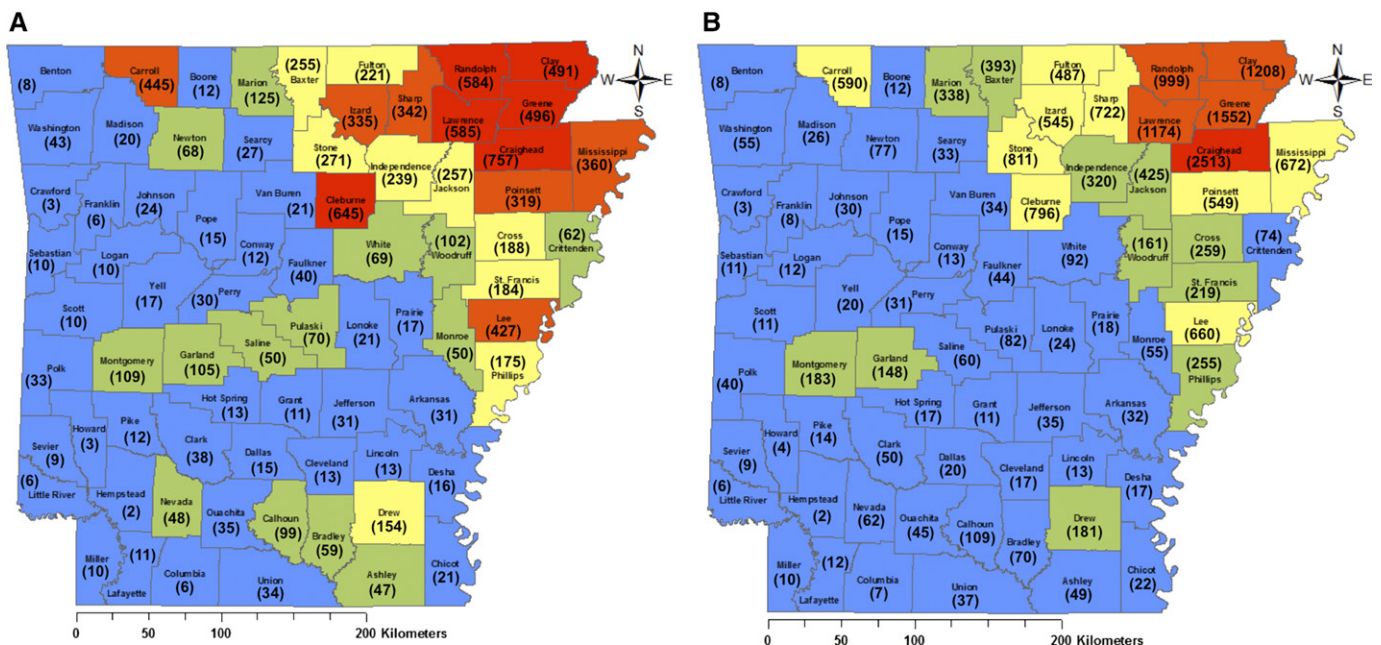 A
Benton
(8)
Carroll
(445)
Boone
(12)
Marion
(125)
(255)
Baxter
Fulton
(221)
Randolph
(584)
Clay
(491)
N
W E
S
Washington
(43)
Madison
(20)
Newton
(68)
Searcy
(27)
Stone
(271)
Izard
(335)
Sharp
(342)
Lawrence
(585)
Greene
(496)
Craighead
(757)
Mississippi
(360)
Independence
(239)
(257)
Jackson
Poinsett
(319)
Crawford
(3)
Franklin
(6)
Johnson
(24)
Pope
(15)
Van Buren
(21)
Cleburne
(645)
White
(69)
(102)
Woodruff
Cross
(188)
(62)
Crittenden
Sebastian
(10)
Logan
(10)
Conway
(12)
Faulkner
(40)
St. Francis
(184)
Scott
(10)
Yell
(17)
Perry
(30)
Pulaski
(70)
Saline
(50)
Lonoke
(21)
Prairie
(17)
Monroe
(50)
Lee
(427)
(175)
Phillips
Polk
(33)
Montgomery
(109)
Garland
(105)
Hot Spring
(13)
Grant
(11)
Jefferson
(31)
Arkansas
(31)
Sevier
(9)
Howard
(3)
Pike
(12)
Clark
(38)
Dallas
(15)
Cleveland
(13)
Lincoln
(13)
Desha
(16)
(6)
Little River
Hempstead
(2)
Nevada
(48)
Ouachita
(35)
Calhoun
(99)
Bradley
(59)
Drew
(154)
Miller
(10)
(11)
Lafayette
Columbia
(6)
Union
(34)
Ashley
(47)
Chicot
(21)
0 50 100 200 Kilometers
B
Benton
(8)
Carroll
(590)
Boone
(12)
Marion
(338)
(393)
Baxter
Fulton
(487)
Randolph
(999)
Clay
(1208)
N
W E
S
Washington
(55)
Madison
(26)
Newton
(77)
Searcy
(33)
Stone
(811)
Izard
(545)
Sharp
(722)
Lawrence
(1174)
Greene
(1552)
Craighead
(2513)
Mississippi
(672)
Independence
(320)
(425)
Jackson
Poinsett
(549)
Crawford
(3)
Franklin
(8)
Johnson
(30)
Pope
(15)
Van Buren
(34)
Cleburne
(796)
White
(92)
(161)
Woodruff
Cross
(259)
(74)
Crittenden
Sebastian
(11)
Logan
(12)
Conway
(13)
Faulkner
(44)
St. Francis
(219)
Scott
(11)
Yell
(20)
Perry
(31)
Pulaski
(82)
Saline
(60)
Lonoke
(24)
Prairie
(18)
Monroe
(55)
Lee
(660)
(255)
Phillips
Polk
(40)
Montgomery
(183)
Garland
(148)
Hot Spring
(17)
Grant
(11)
Jefferson
(35)
Arkansas
(32)
Sevier
(9)
Howard
(4)
Pike
(14)
Clark
(50)
Dallas
(20)
Cleveland
(17)
Lincoln
(13)
Desha
(17)
(6)
Little River
Hempstead
(2)
Nevada
(62)
Ouachita
(45)
Calhoun
(109)
Bradley
(70)
Drew
(181)
Miller
(10)
(12)
Lafayette
Columbia
(7)
Union
(37)
Ashley
(49)
Chicot
(22)
0 50 100 200 Kilometers